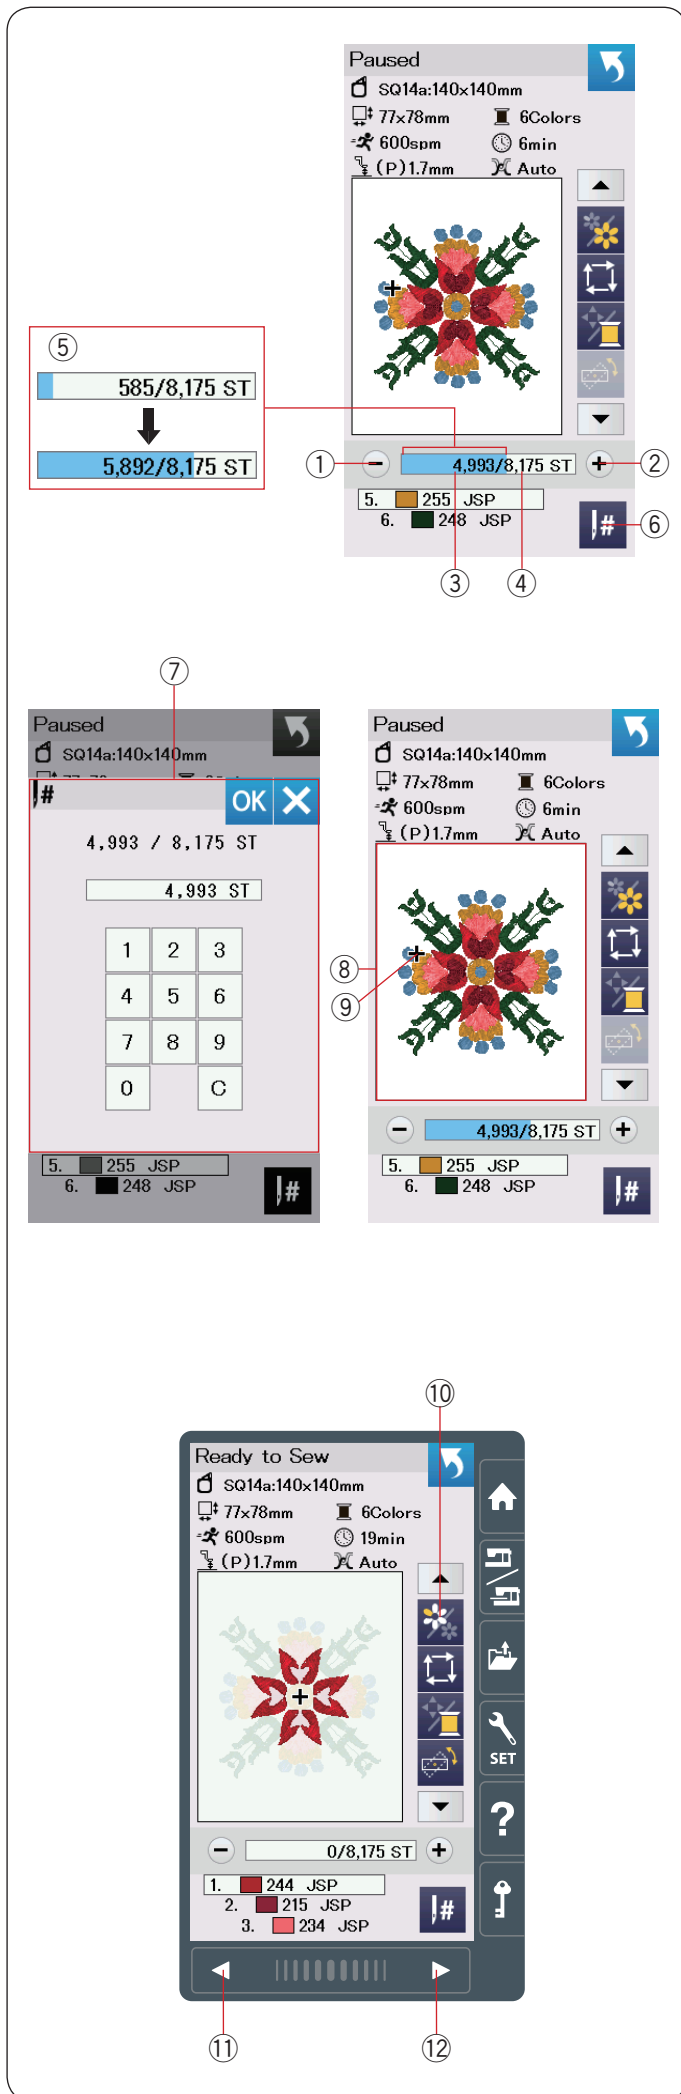 Paused
SQ14a:140x140mm
77x78mm 6Colors
600spm 6min
(P)1.7mm Auto
⑤
585/8,175 ST
5,892/8,175 ST
① − 4,993/8,175 ST + ②
5. 255 JSP
6. 248 JSP
# ⑥
③ ④
⑦
Paused
SQ14a:140x140mm
# OK
4,993 / 8,175 ST
4,993 ST
1 2 3
4 5 6
7 8 9
0 C
5. 255 JSP
6. 248 JSP
#
Paused
SQ14a:140x140mm
77x78mm 6Colors
600spm 6min
(P)1.7mm Auto
⑧
⑨
− 4,993/8,175 ST +
5. 255 JSP
6. 248 JSP
#
⑩
Ready to Sew
SQ14a:140x140mm
77x78mm 6Colors
600spm 19min
(P)1.7mm Auto
SET
?
− 0/8,175 ST +
1. 244 JSP
2. 215 JSP
3. 234 JSP
#
⑪ ⑫